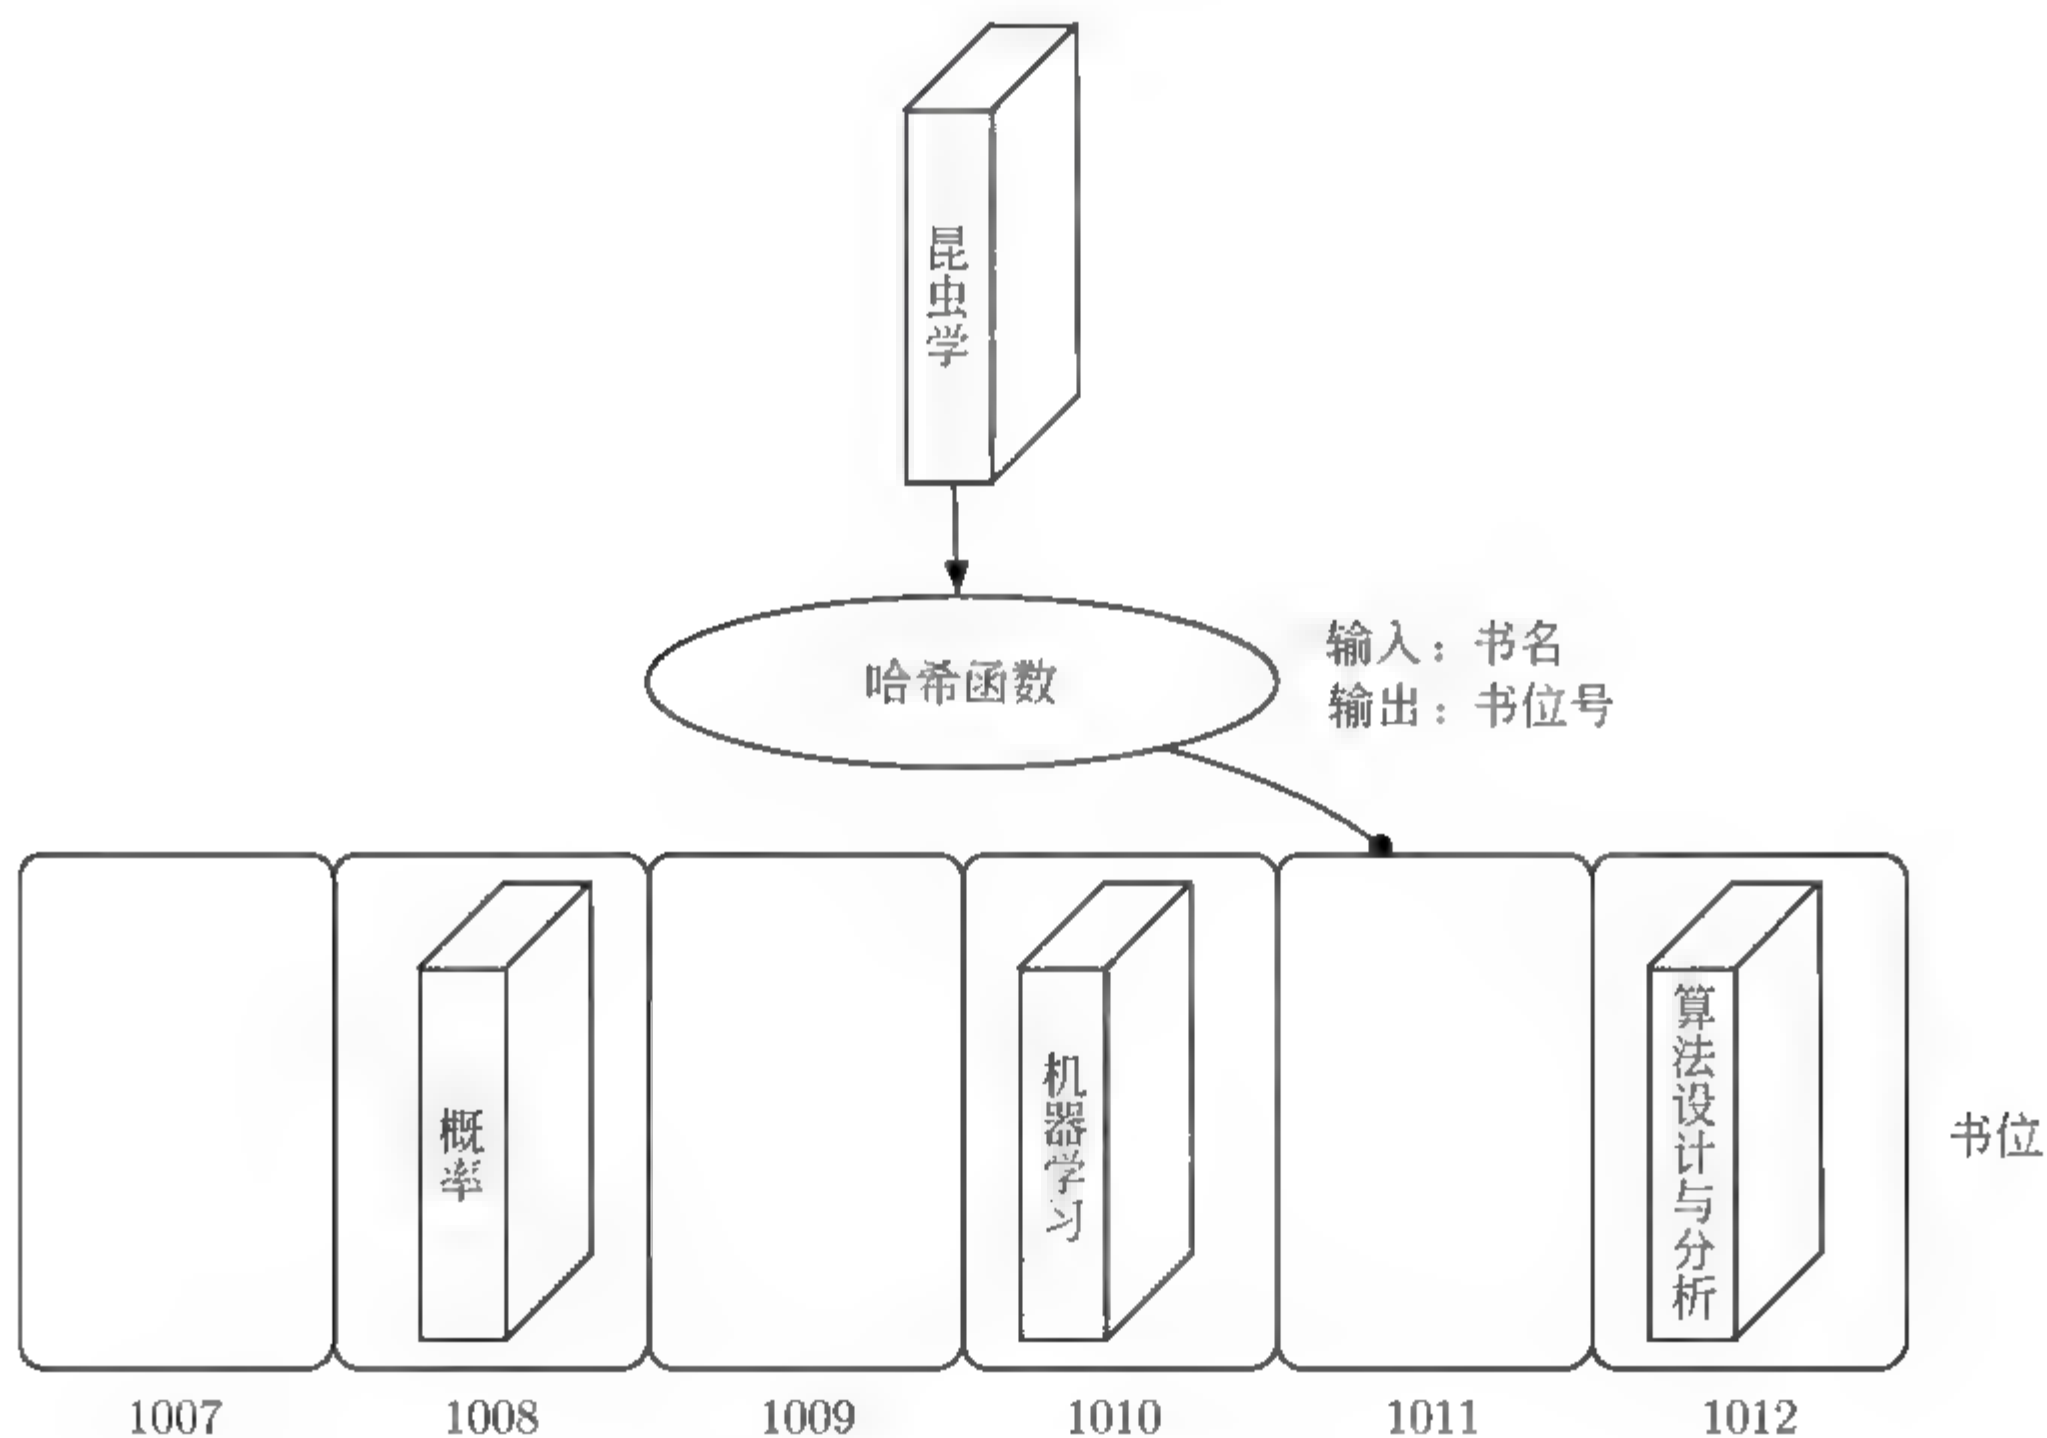 昆虫学
哈希函数
输入：书名
输出：书位号
概率
机器学习
算法设计与分析
书位
1007
1008
1009
1010
1011
1012